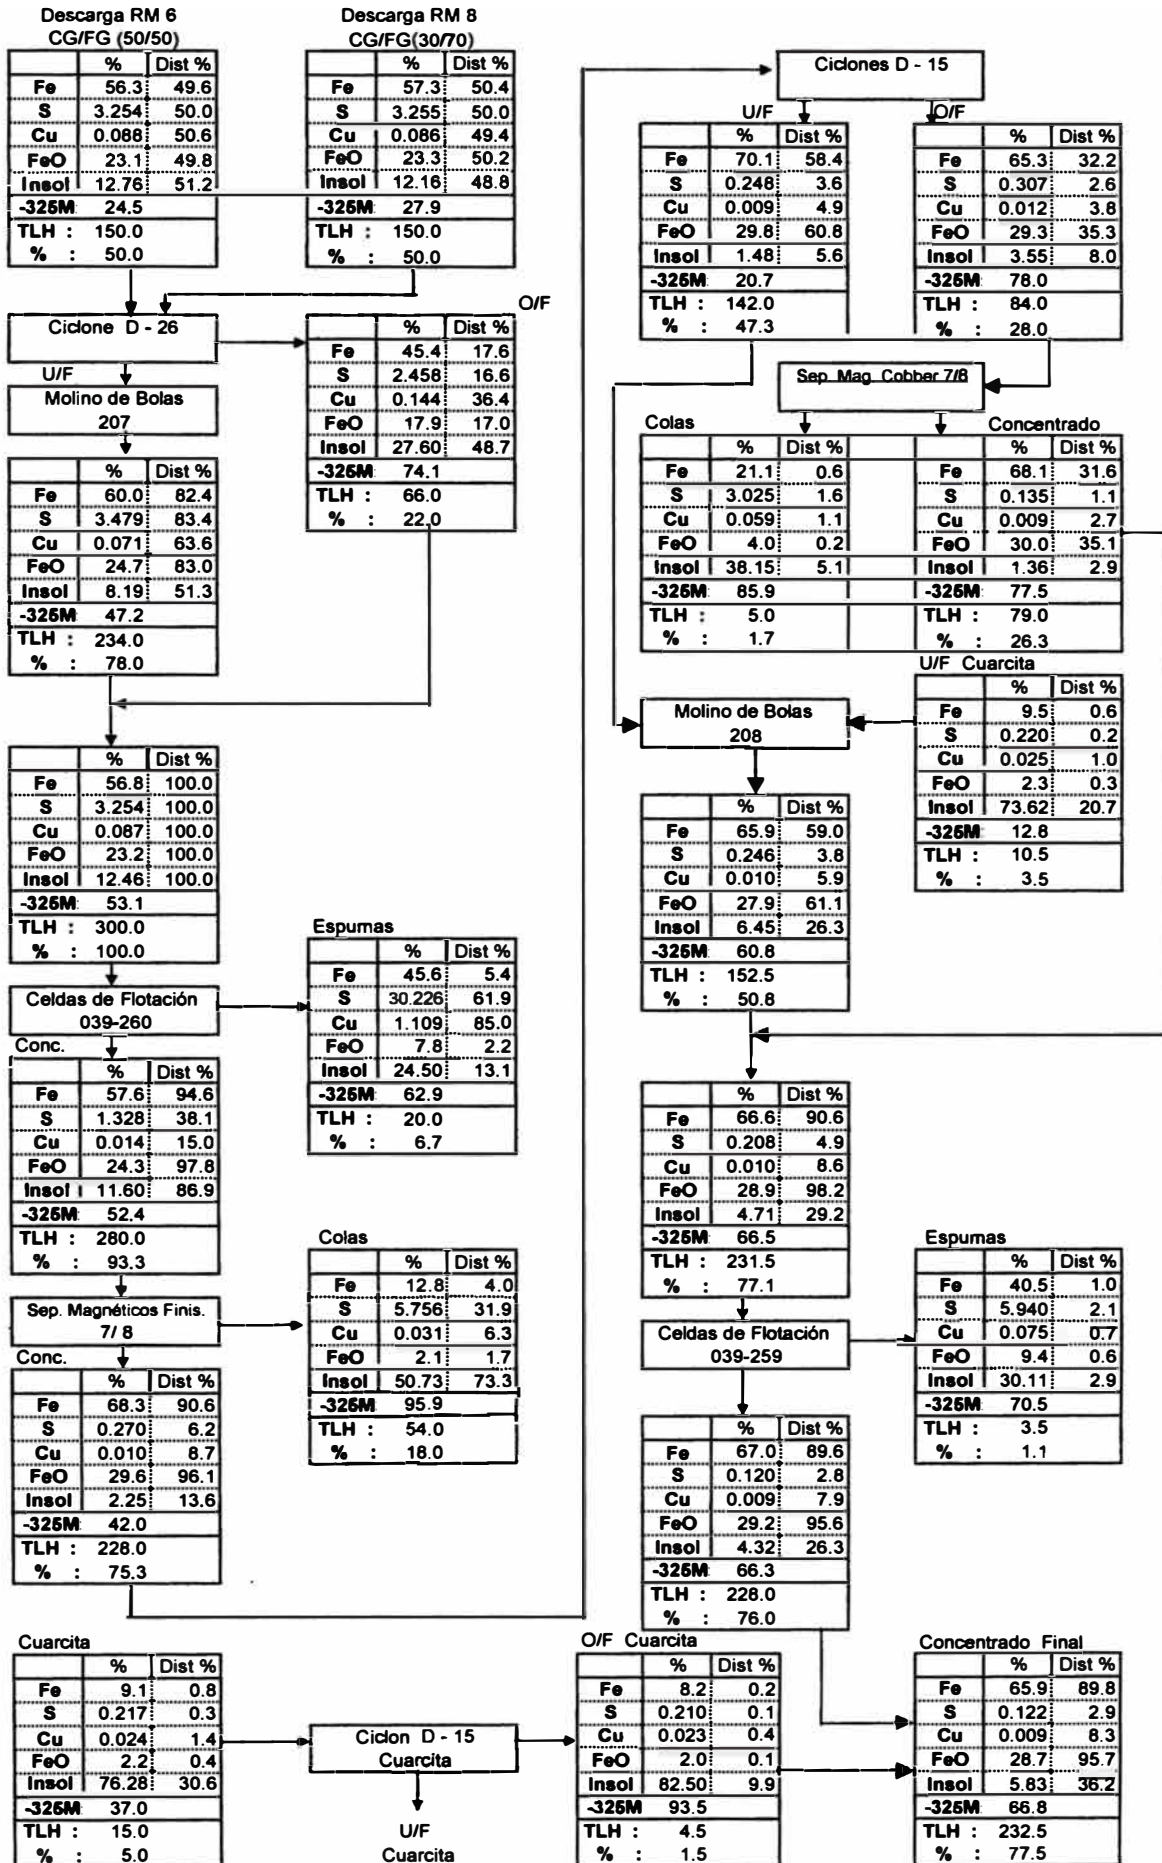 Descarga RM 6
CG/FG (50/50)
% Dist %
Fe 56.3 49.6
S 3.254 50.0
Cu 0.088 50.6
FeO 23.1 49.8
Insol 12.76 51.2
-325M 24.5
TLH : 150.0
% : 50.0
Descarga RM 8
CG/FG(30/70)
% Dist %
Fe 57.3 50.4
S 3.255 50.0
Cu 0.086 49.4
FeO 23.3 50.2
Insol 12.16 48.8
-325M 27.9
TLH : 150.0
% : 50.0
Ciclone D - 26
O/F
% Dist %
Fe 45.4 17.6
S 2.458 16.6
Cu 0.144 36.4
FeO 17.9 17.0
Insol 27.60 48.7
-325M 74.1
TLH : 66.0
% : 22.0
U/F
Molino de Bolas
207
% Dist %
Fe 60.0 82.4
S 3.479 83.4
Cu 0.071 63.6
FeO 24.7 83.0
Insol 8.19 51.3
-325M 47.2
TLH : 234.0
% : 78.0
% Dist %
Fe 56.8 100.0
S 3.254 100.0
Cu 0.087 100.0
FeO 23.2 100.0
Insol 12.46 100.0
-325M 53.1
TLH : 300.0
% : 100.0
Celdas de Flotación
039-260
Espumas
% Dist %
Fe 45.6 5.4
S 30.226 61.9
Cu 1.109 85.0
FeO 7.8 2.2
Insol 24.50 13.1
-325M 62.9
TLH : 20.0
% : 6.7
Conc.
% Dist %
Fe 57.6 94.6
S 1.328 38.1
Cu 0.014 15.0
FeO 24.3 97.8
Insol 11.60 86.9
-325M 52.4
TLH : 280.0
% : 93.3
Sep. Magnéticos Finis.
7/ 8
Colas
% Dist %
Fe 12.8 4.0
S 5.756 31.9
Cu 0.031 6.3
FeO 2.1 1.7
Insol 50.73 73.3
-325M 95.9
TLH : 54.0
% : 18.0
Conc.
% Dist %
Fe 68.3 90.6
S 0.270 6.2
Cu 0.010 8.7
FeO 29.6 96.1
Insol 2.25 13.6
-325M 42.0
TLH : 228.0
% : 75.3
Ciclones D - 15
U/F
% Dist %
Fe 70.1 58.4
S 0.248 3.6
Cu 0.009 4.9
FeO 29.8 60.8
Insol 1.48 5.6
-325M 20.7
TLH : 142.0
% : 47.3
O/F
% Dist %
Fe 65.3 32.2
S 0.307 2.6
Cu 0.012 3.8
FeO 29.3 35.3
Insol 3.55 8.0
-325M 78.0
TLH : 84.0
% : 28.0
Sep. Mag. Cobber 7/8
Colas
% Dist %
Fe 21.1 0.6
S 3.025 1.6
Cu 0.059 1.1
FeO 4.0 0.2
Insol 38.15 5.1
-325M 85.9
TLH : 5.0
% : 1.7
Concentrado
% Dist %
Fe 68.1 31.6
S 0.135 1.1
Cu 0.009 2.7
FeO 30.0 35.1
Insol 1.36 2.9
-325M 77.5
TLH : 79.0
% : 26.3
U/F Cuarcita
% Dist %
Fe 9.5 0.6
S 0.220 0.2
Cu 0.025 1.0
FeO 2.3 0.3
Insol 73.62 20.7
-325M 12.8
TLH : 10.5
% : 3.5
Molino de Bolas
208
% Dist %
Fe 65.9 59.0
S 0.246 3.8
Cu 0.010 5.9
FeO 27.9 61.1
Insol 6.45 26.3
-325M 60.8
TLH : 152.5
% : 50.8
% Dist %
Fe 66.6 90.6
S 0.208 4.9
Cu 0.010 8.6
FeO 28.9 98.2
Insol 4.71 29.2
-325M 66.5
TLH : 231.5
% : 77.1
Celdas de Flotación
039-259
Espumas
% Dist %
Fe 40.5 1.0
S 5.940 2.1
Cu 0.075 0.7
FeO 9.4 0.6
Insol 30.11 2.9
-325M 70.5
TLH : 3.5
% : 1.1
% Dist %
Fe 67.0 89.6
S 0.120 2.8
Cu 0.009 7.9
FeO 29.2 95.6
Insol 4.32 26.3
-325M 66.3
TLH : 228.0
% : 76.0
Cuarcita
% Dist %
Fe 9.1 0.8
S 0.217 0.3
Cu 0.024 1.4
FeO 2.2 0.4
Insol 76.28 30.6
-325M 37.0
TLH : 15.0
% : 5.0
Ciclon D - 15
Cuarcita
U/F
Cuarcita
O/F Cuarcita
% Dist %
Fe 8.2 0.2
S 0.210 0.1
Cu 0.023 0.4
FeO 2.0 0.1
Insol 82.50 9.9
-325M 93.5
TLH : 4.5
% : 1.5
Concentrado Final
% Dist %
Fe 65.9 89.8
S 0.122 2.9
Cu 0.009 8.3
FeO 28.7 95.7
Insol 5.83 36.2
-325M 66.8
TLH : 232.5
% : 77.5